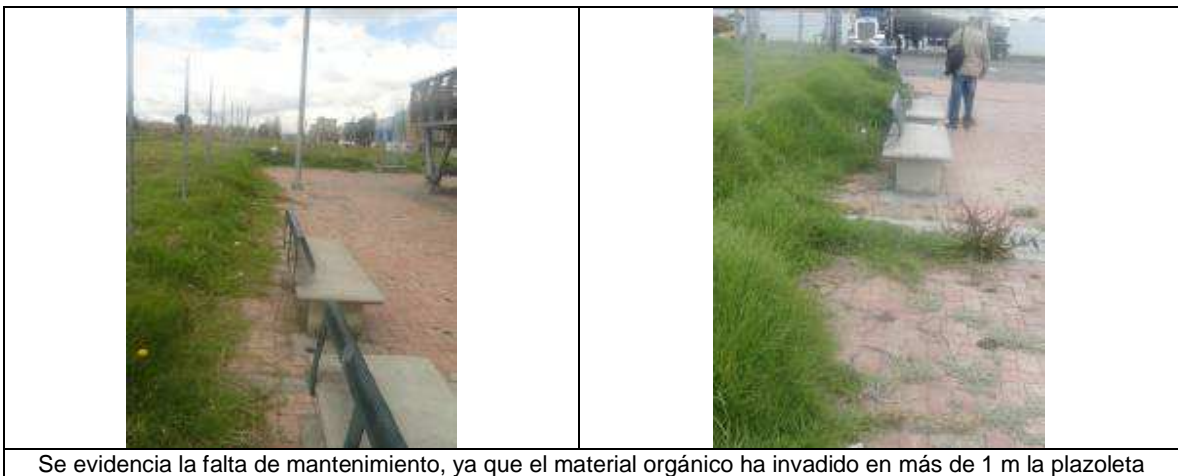 Se evidencia la falta de mantenimiento, ya que el material orgánico ha invadido en más de 1 m la plazoleta